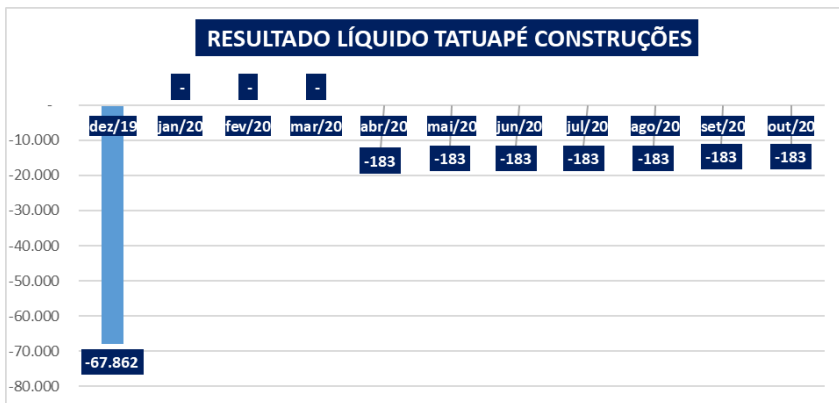 RESULTADO LÍQUIDO TATUAPÉ CONSTRUÇÕES
- - -
-
dez/19 jan/20 fev/20 mar/20 abr/20 mai/20 jun/20 jul/20 ago/20 set/20 out/20
-10.000
-183 -183 -183 -183 -183 -183 -183
-20.000
-30.000
-40.000
-50.000
-60.000
-70.000
-67.862
-80.000